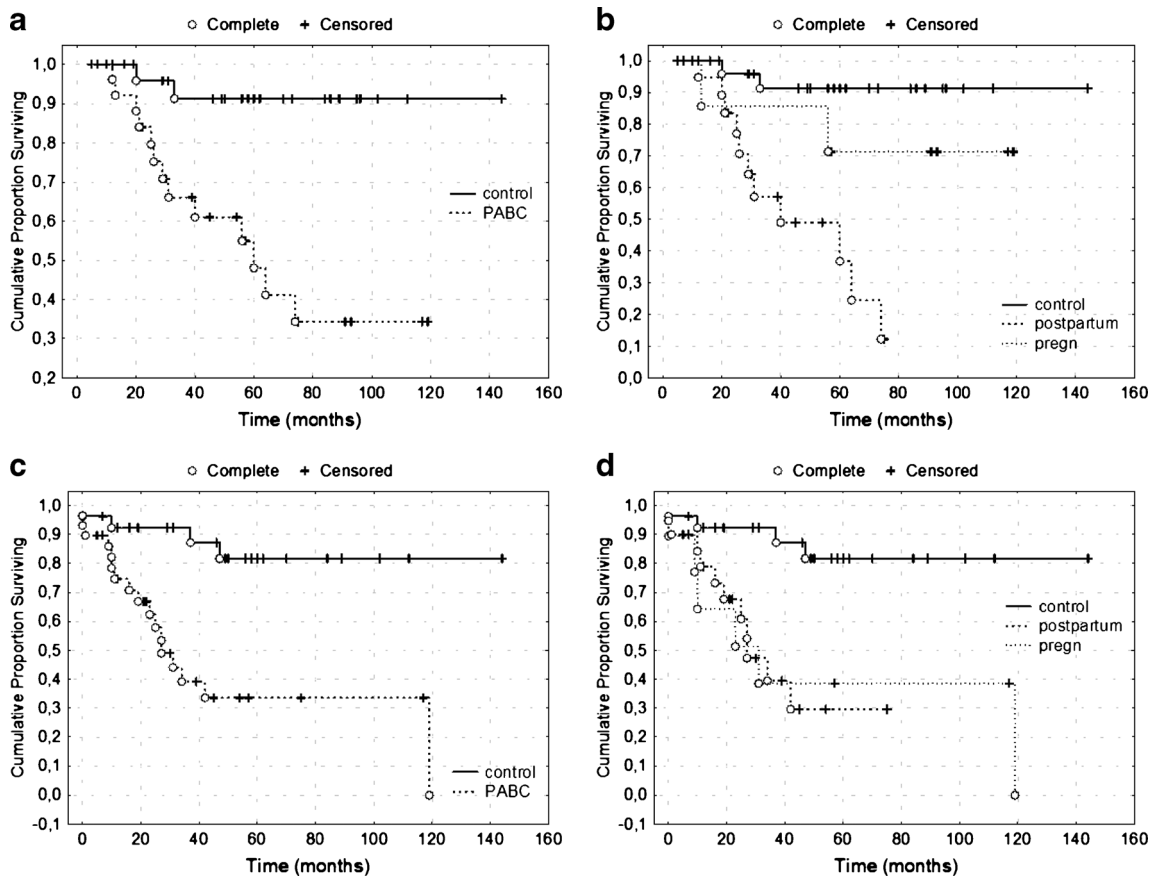 a
Complete Censored
1,0
0,9
0,8
0,7
0,6
0,5
0,4
0,3
0,2
Cumulative Proportion Surviving
control
PABC
0 20 40 60 80 100 120 140 160
Time (months)
b
Complete Censored
1,0
0,9
0,8
0,7
0,6
0,5
0,4
0,3
0,2
0,1
0,0
Cumulative Proportion Surviving
control
postpartum
pregn
0 20 40 60 80 100 120 140 160
Time (months)
c
Complete Censored
1,0
0,9
0,8
0,7
0,6
0,5
0,4
0,3
0,2
0,1
0,0
-0,1
Cumulative Proportion Surviving
control
PABC
0 20 40 60 80 100 120 140 160
Time (months)
d
Complete Censored
1,0
0,9
0,8
0,7
0,6
0,5
0,4
0,3
0,2
0,1
0,0
-0,1
Cumulative Proportion Surviving
control
postpartum
pregn
0 20 40 60 80 100 120 140 160
Time (months)